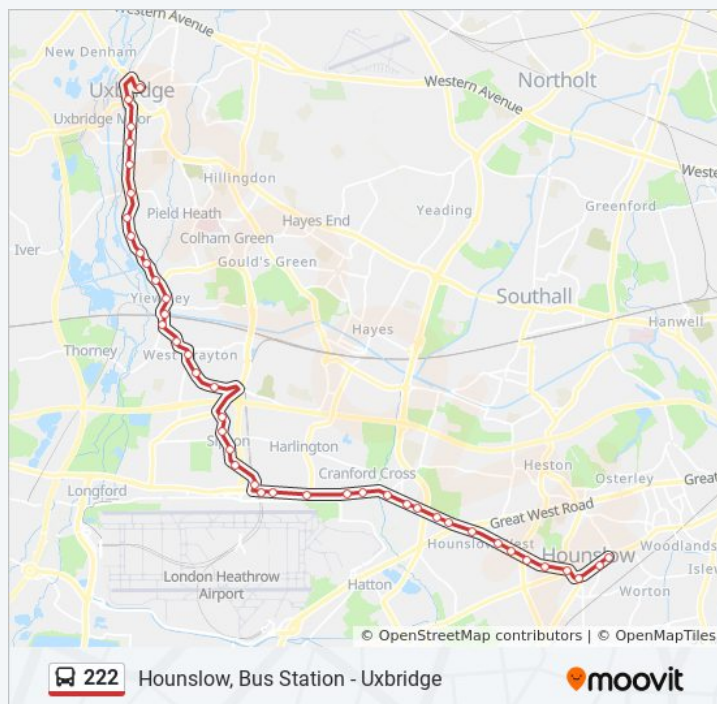 Western Avenue
New Denham
Northolt
Western Avenue
Uxbridge
Uxbridge Moor
Weste
Hillingdon
Yeading
Greenford
Pield Heath
Hayes End
Colham Green
Iver
Gould's Green
Yiewsley
Southall
Hanwell
Hayes
Thorney
West Drayton
Sipson
Harlington
Heston
Cranford Cross
Osterley
Longford
Great West Road
Great
Hounslow West
Hounslow
Woodlands
Islew
London Heathrow
Airport
Hatton
Worton
© OpenStreetMap contributors | © OpenMapTiles
222
Hounslow, Bus Station - Uxbridge
moovit